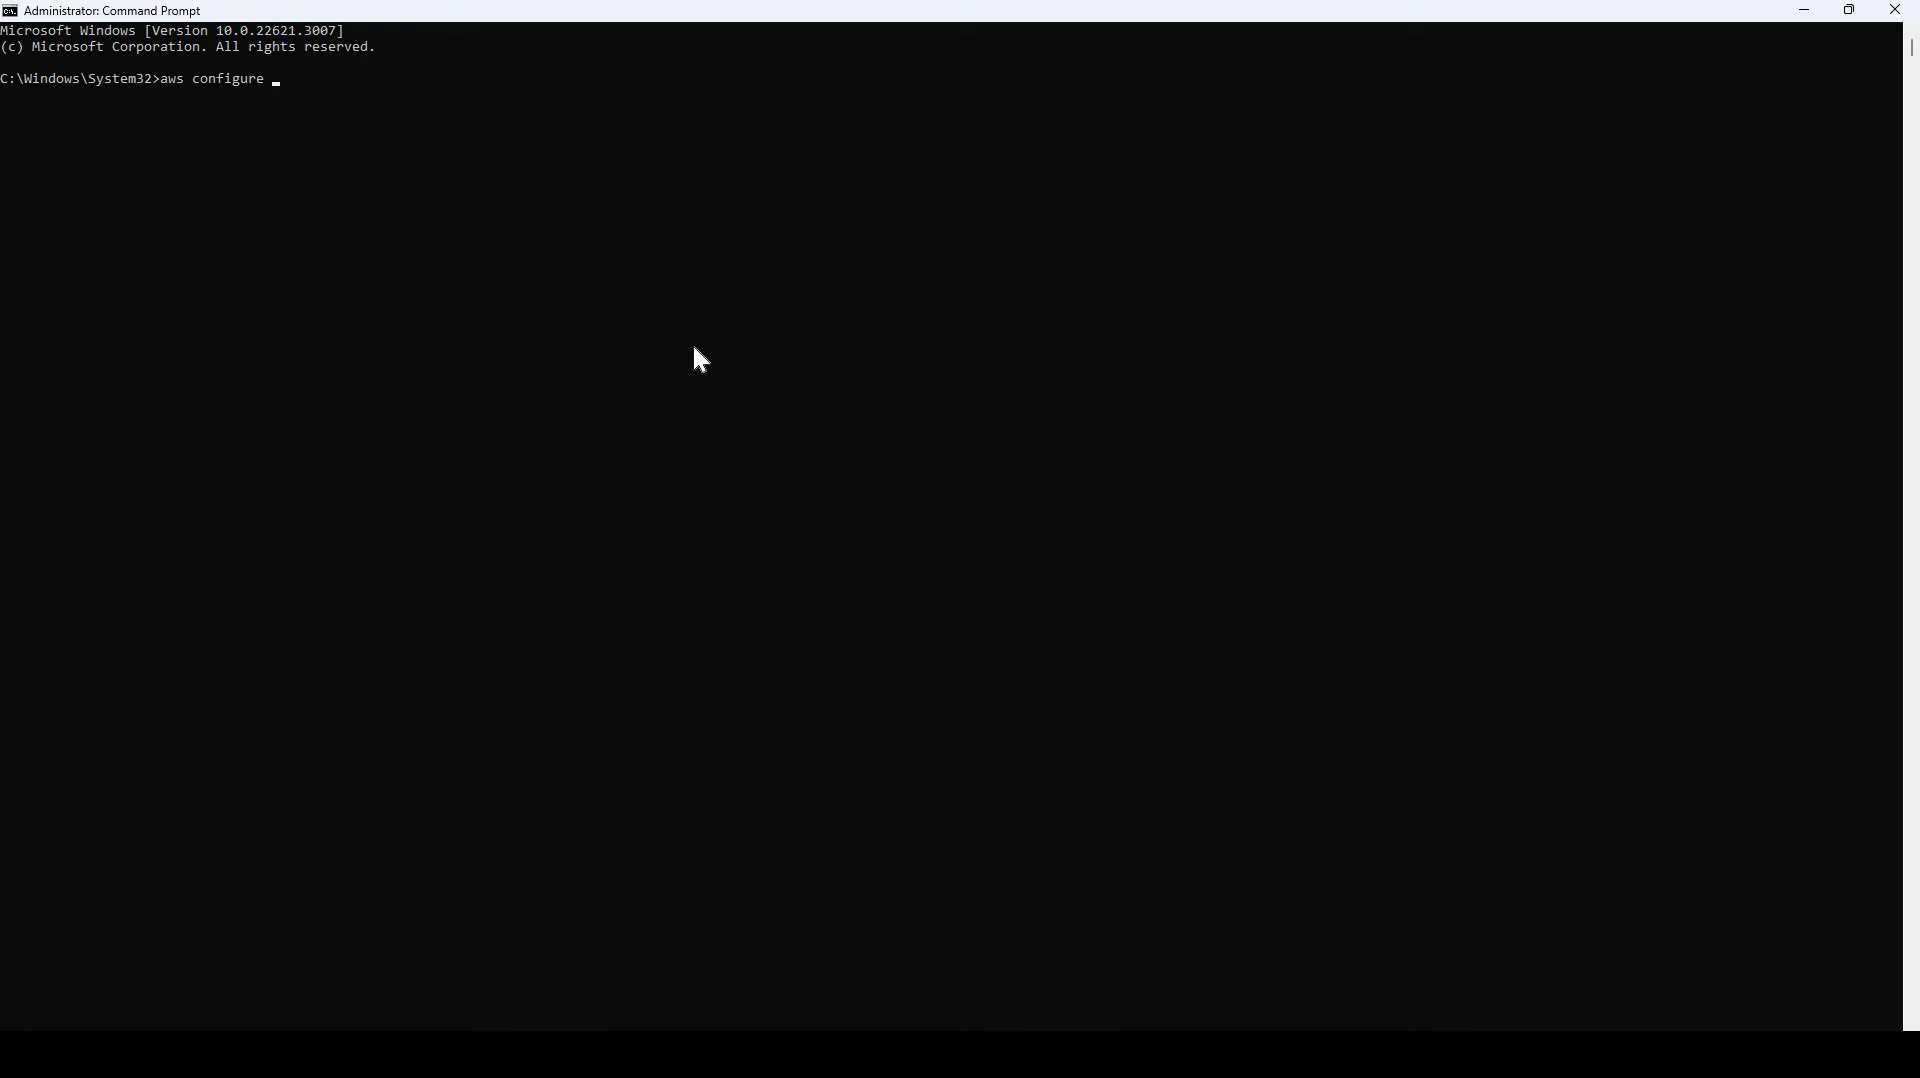 Administrator: Command Prompt
Microsoft Windows [Version 10.0.22621.3007]
(c) Microsoft Corporation. All rights reserved.
C:\Windows\System32>aws configure